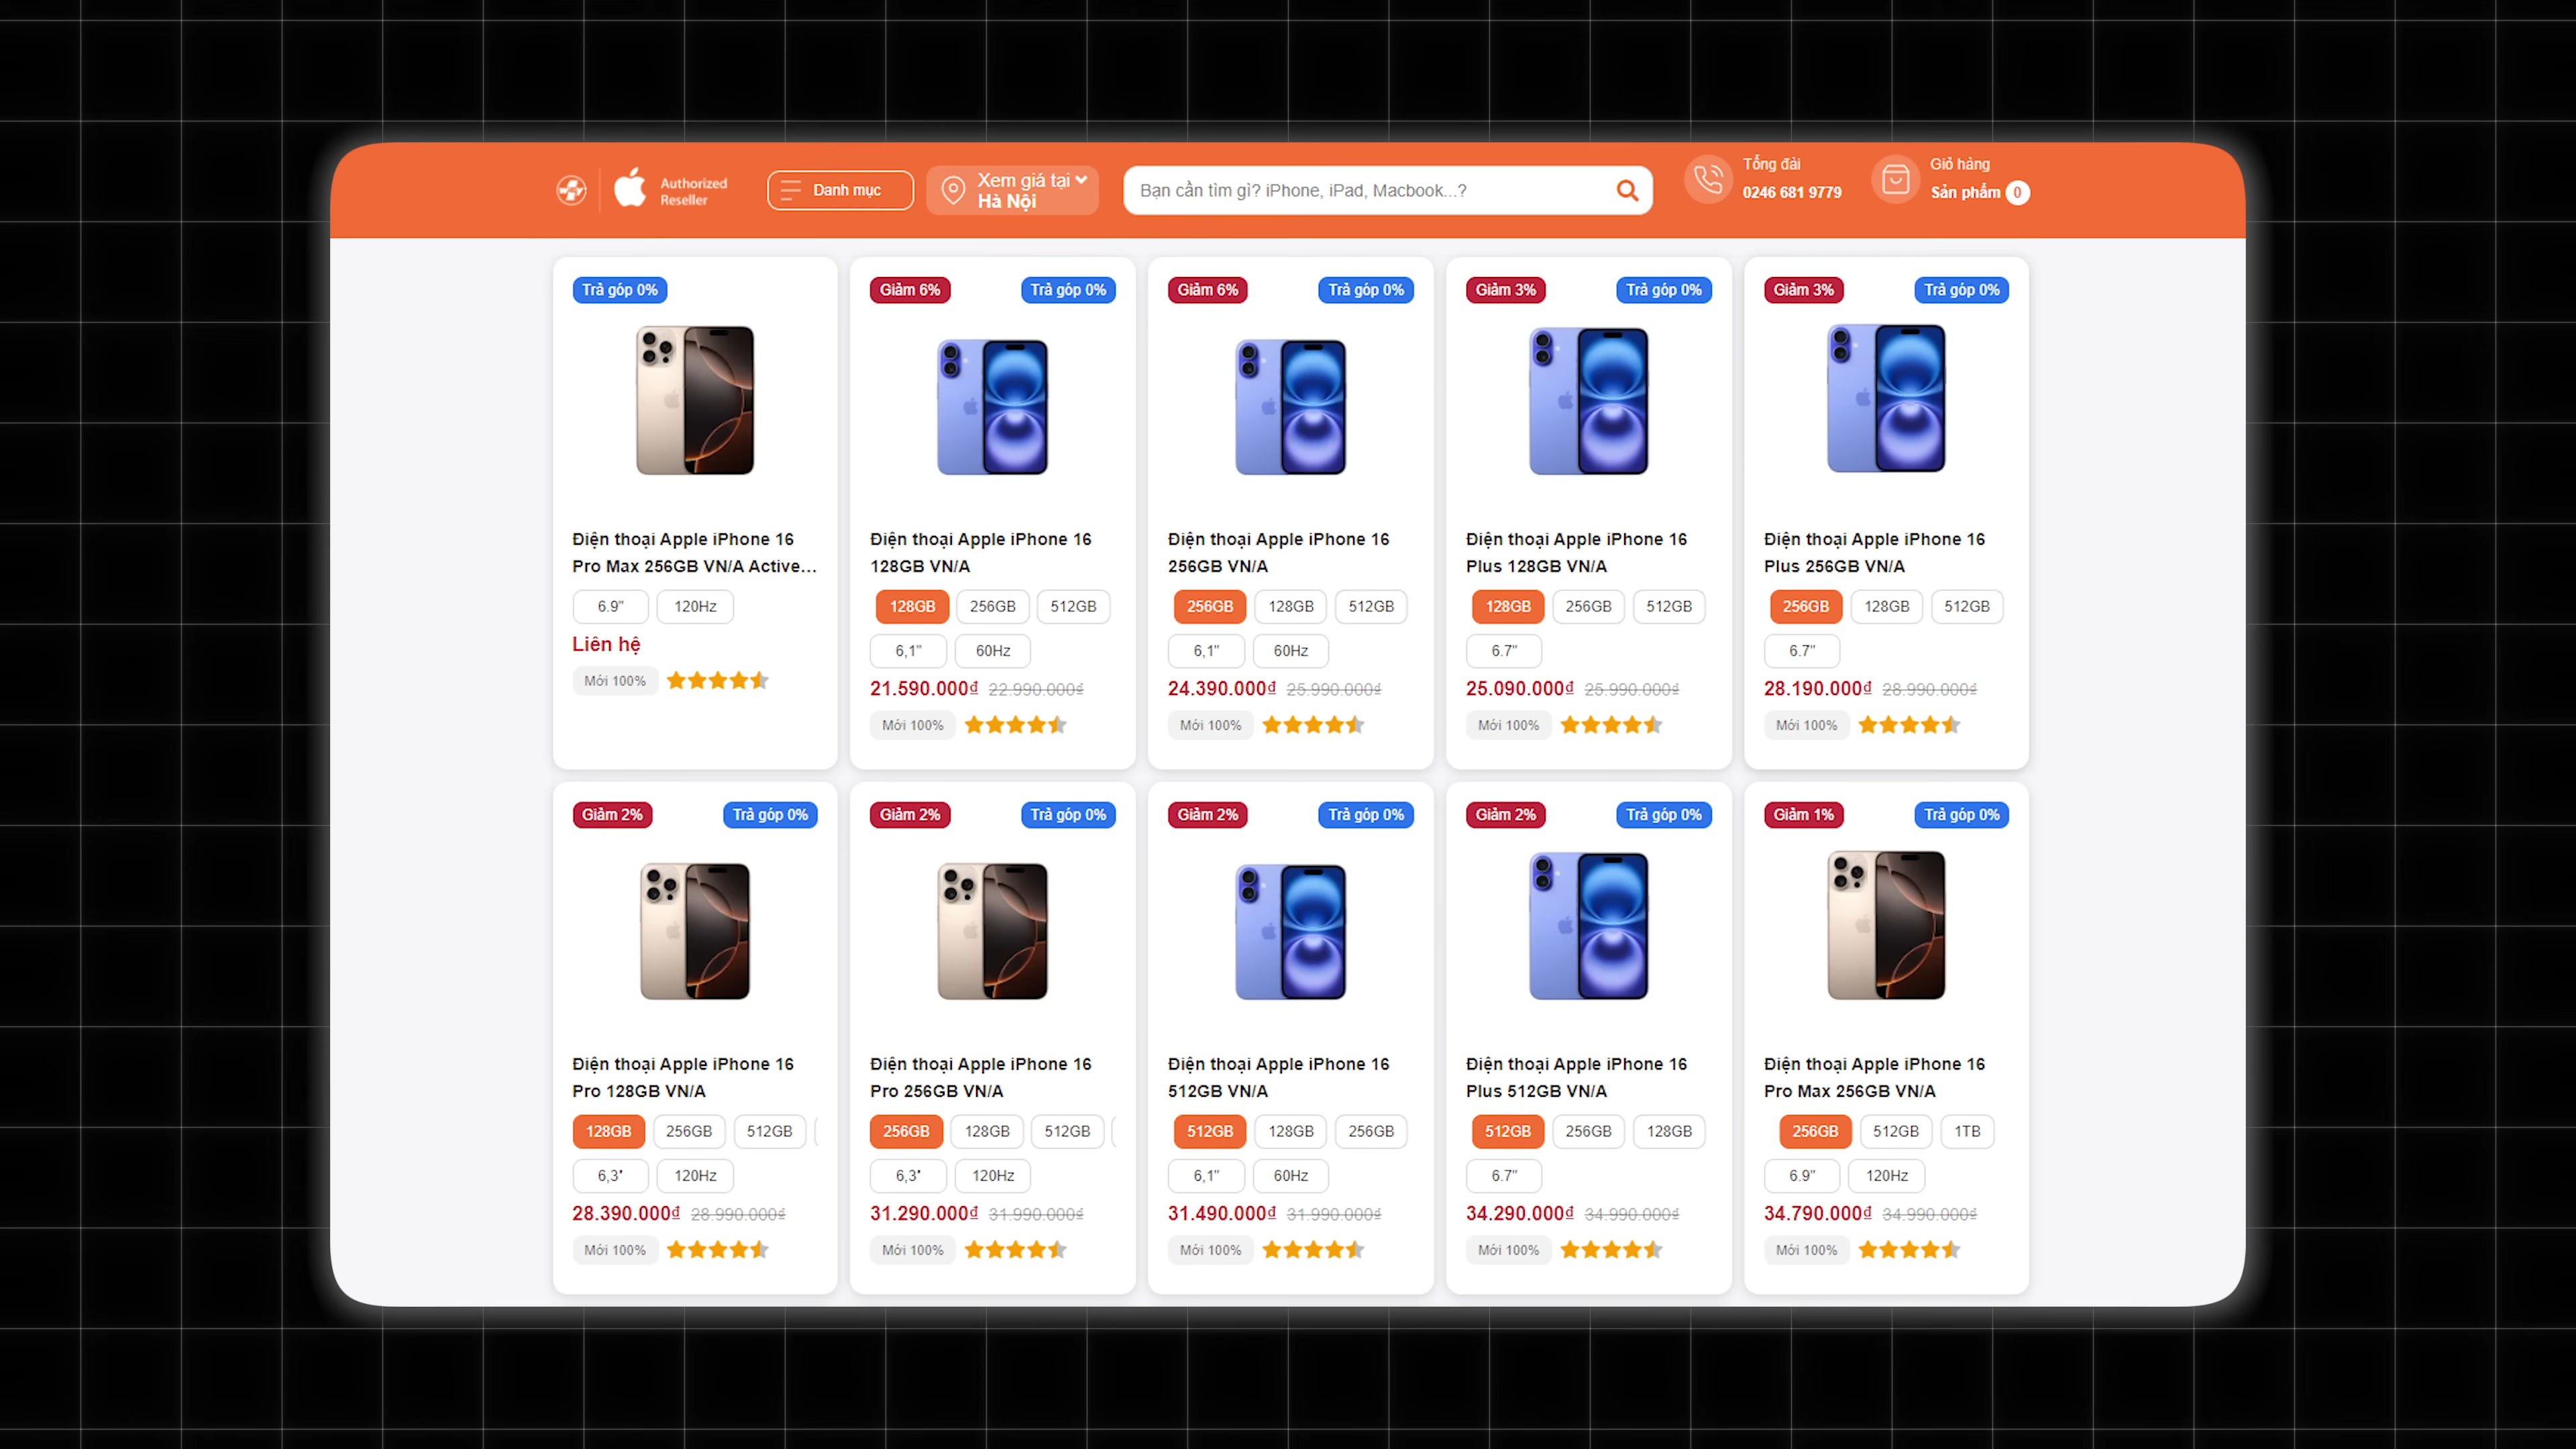 Authorized
Reseller
Danh mục
Xem giá tại
Hà Nội
Bạn cần tìm gì? iPhone, iPad, Macbook...?
Tổng đài
0246 681 9779
Giỏ hàng
Sản phẩm 0
Trả góp 0%
Điện thoại Apple iPhone 16
Pro Max 256GB VN/A Active...
6.9" 120Hz
Liên hệ
Mới 100%
Giảm 6% Trả góp 0%
Điện thoại Apple iPhone 16
128GB VN/A
128GB 256GB 512GB
6,1" 60Hz
21.590.000₫ 22.990.000₫
Mới 100%
Giảm 6% Trả góp 0%
Điện thoại Apple iPhone 16
256GB VN/A
256GB 128GB 512GB
6,1" 60Hz
24.390.000₫ 25.990.000₫
Mới 100%
Giảm 3% Trả góp 0%
Điện thoại Apple iPhone 16
Plus 128GB VN/A
128GB 256GB 512GB
6.7"
25.090.000₫ 25.990.000₫
Mới 100%
Giảm 3% Trả góp 0%
Điện thoại Apple iPhone 16
Plus 256GB VN/A
256GB 128GB 512GB
6.7"
28.190.000₫ 28.990.000₫
Mới 100%
Giảm 2% Trả góp 0%
Điện thoại Apple iPhone 16
Pro 128GB VN/A
128GB 256GB 512GB
6,3' 120Hz
28.390.000₫ 28.990.000₫
Mới 100%
Giảm 2% Trả góp 0%
Điện thoại Apple iPhone 16
Pro 256GB VN/A
256GB 128GB 512GB
6,3' 120Hz
31.290.000₫ 31.990.000₫
Mới 100%
Giảm 2% Trả góp 0%
Điện thoại Apple iPhone 16
512GB VN/A
512GB 128GB 256GB
6,1" 60Hz
31.490.000₫ 31.990.000₫
Mới 100%
Giảm 2% Trả góp 0%
Điện thoại Apple iPhone 16
Plus 512GB VN/A
512GB 256GB 128GB
6.7"
34.290.000₫ 34.990.000₫
Mới 100%
Giảm 1% Trả góp 0%
Điện thoại Apple iPhone 16
Pro Max 256GB VN/A
256GB 512GB 1TB
6.9" 120Hz
34.790.000₫ 34.990.000₫
Mới 100%